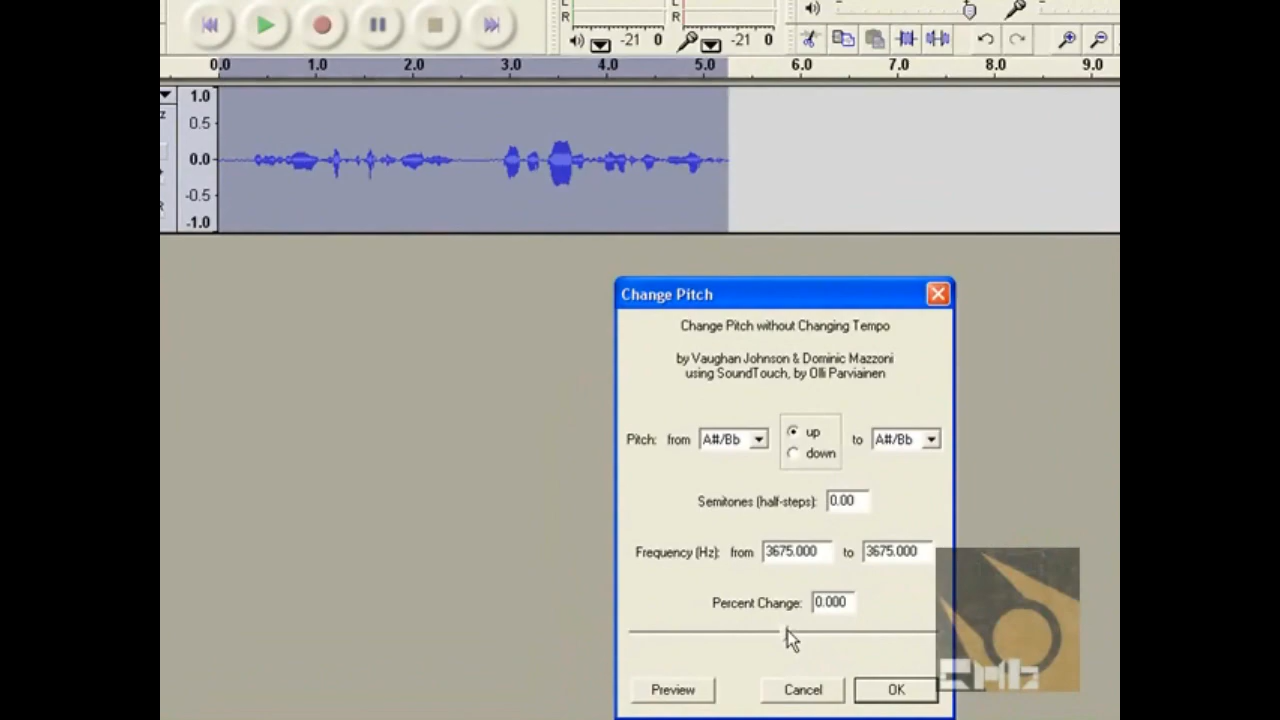 L
R
L
R
-21 0
-21 0
0.0 1.0 2.0 3.0 4.0 5.0 6.0 7.0 8.0 9.0
z
R
1.0
0.5
0.0
-0.5
-1.0
Change Pitch
Change Pitch without Changing Tempo
by Vaughan Johnson & Dominic Mazzoni
using SoundTouch, by Olli Parviainen
Pitch: from A#/Bb up to A#/Bb
down
Semitones (half-steps): 0.00
Frequency (Hz): from 3675.000 to 3675.000
Percent Change: 0.000
Preview Cancel OK